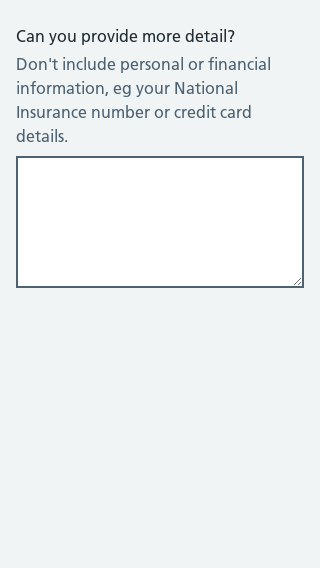 Can you provide more detail?
Don't include personal or financial
information, eg your National
Insurance number or credit card
details.